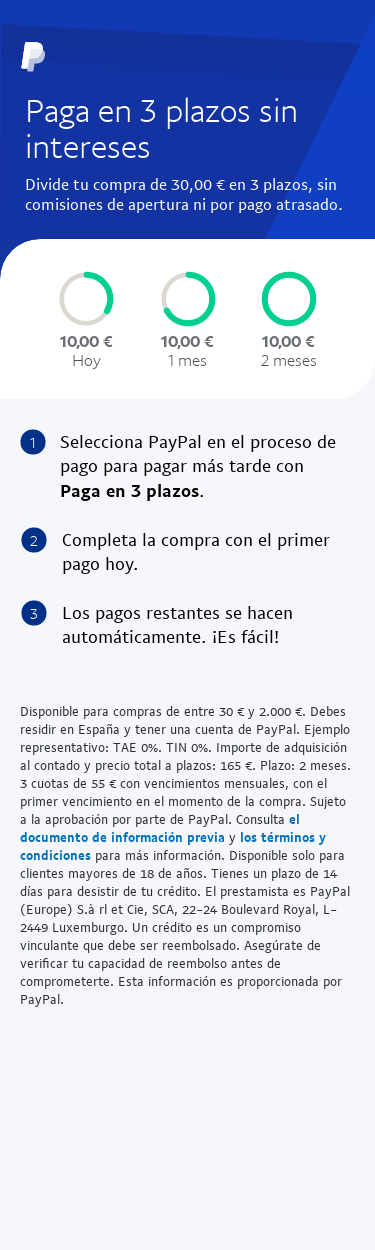 Paga en 3 plazos sin
intereses
Divide tu compra de 30,00 € en 3 plazos, sin
comisiones de apertura ni por pago atrasado.
10,00 € 10,00 € 10,00 €
Hoy 1 mes 2 meses
1 Selecciona PayPal en el proceso de
pago para pagar más tarde con
Paga en 3 plazos.
2 Completa la compra con el primer
pago hoy.
3 Los pagos restantes se hacen
automáticamente. ¡Es fácil!
Disponible para compras de entre 30 € y 2.000 €. Debes
residir en España y tener una cuenta de PayPal. Ejemplo
representativo: TAE 0%. TIN 0%. Importe de adquisición
al contado y precio total a plazos: 165 €. Plazo: 2 meses.
3 cuotas de 55 € con vencimientos mensuales, con el
primer vencimiento en el momento de la compra. Sujeto
a la aprobación por parte de PayPal. Consulta el
documento de información previa y los términos y
condiciones para más información. Disponible solo para
clientes mayores de 18 de años. Tienes un plazo de 14
días para desistir de tu crédito. El prestamista es PayPal
(Europe) S.à rl et Cie, SCA, 22–24 Boulevard Royal, L–
2449 Luxemburgo. Un crédito es un compromiso
vinculante que debe ser reembolsado. Asegúrate de
verificar tu capacidad de reembolso antes de
comprometerte. Esta información es proporcionada por
PayPal.